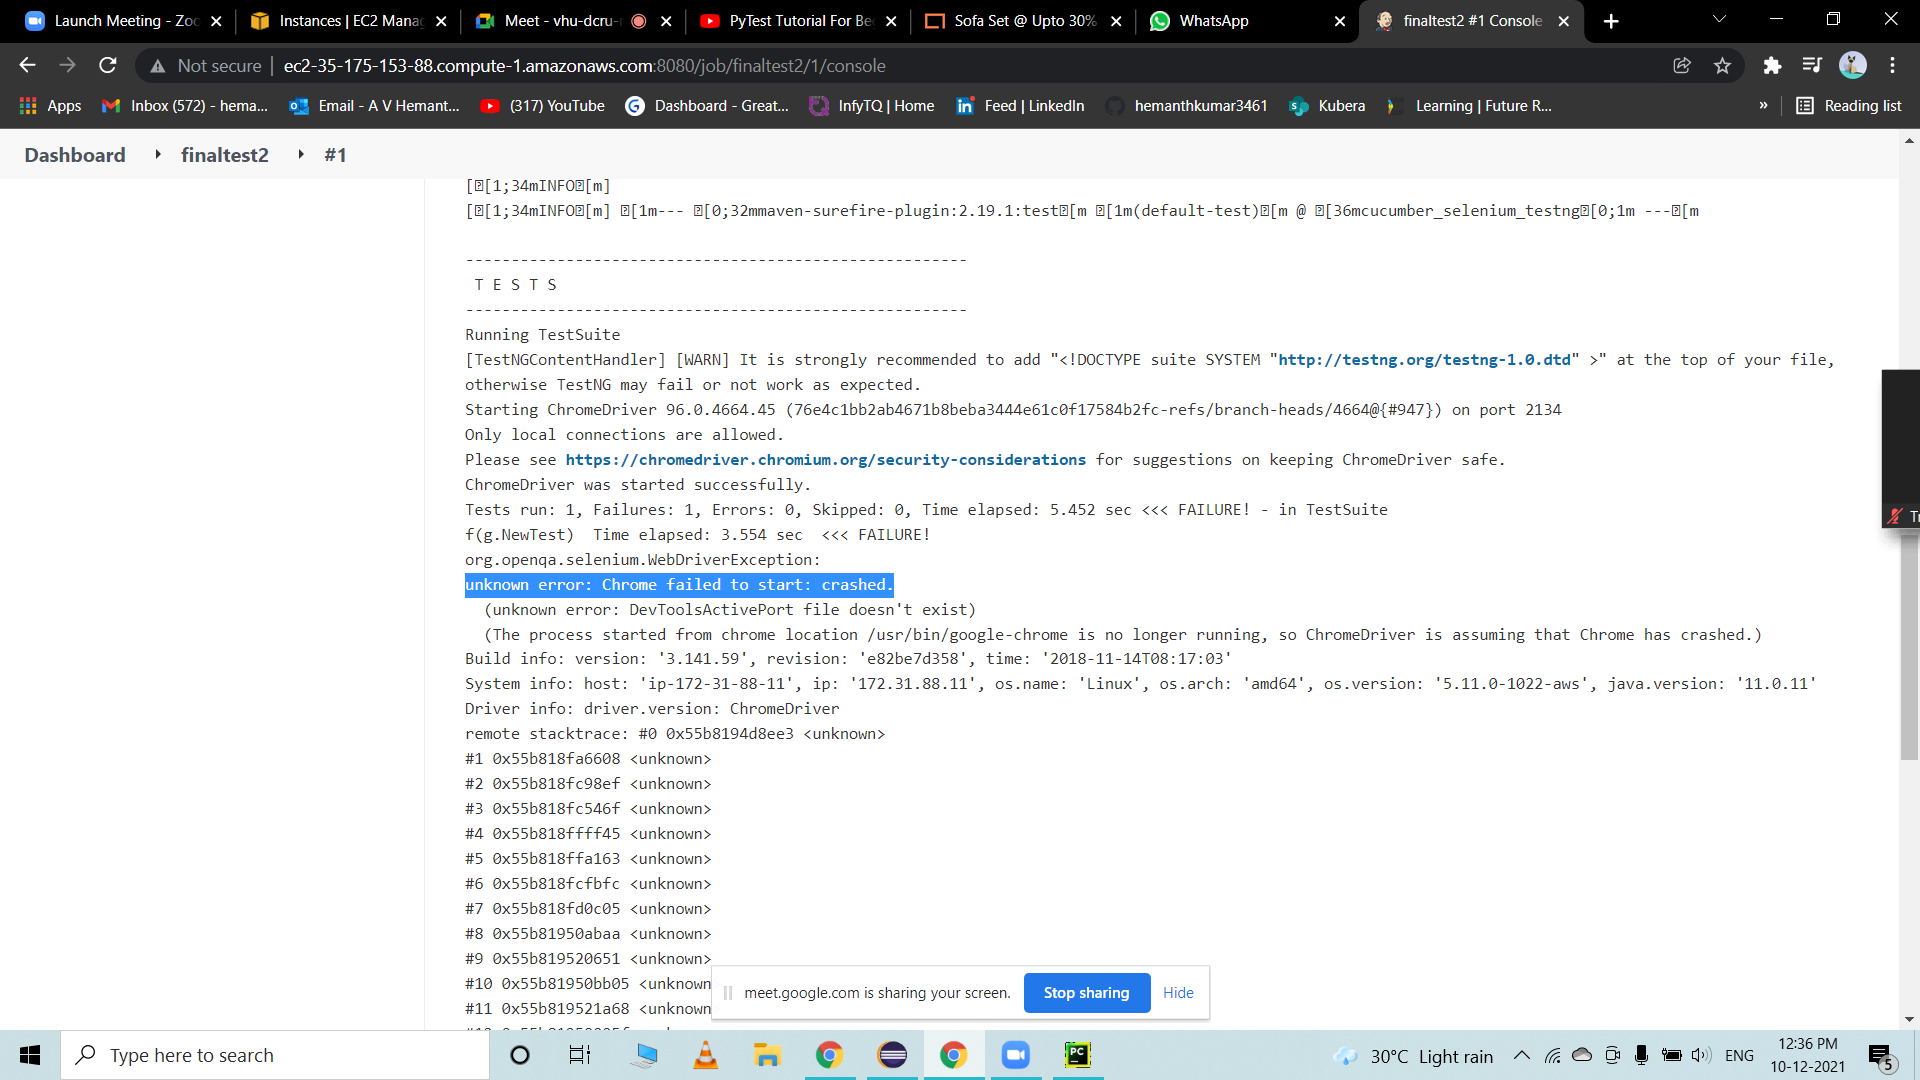 Launch Meeting - Zoo
Instances | EC2 Manag
Meet - vhu-dcru-
PyTest Tutorial For Be
Sofa Set @ Upto 30%
WhatsApp
finaltest2 #1 Console
Not secure
ec2-35-175-153-88.compute-1.amazonaws.com:8080/job/finaltest2/1/console
Apps
Inbox (572) - hema...
Email - A V Hemant...
(317) YouTube
Dashboard - Great...
InfyTQ | Home
Feed | LinkedIn
hemanthkumar3461
Kubera
Learning | Future R...
»
Reading list
Dashboard
finaltest2
#1
[[1;34mINFO[m]
[[1;34mINFO[m] [1m--- [0;32mmaven-surefire-plugin:2.19.1:test[m [1m(default-test)[m @ [36mcucumber_selenium_testng[0;1m ---[m
-------------------------------------------------------
T E S T S
-------------------------------------------------------
Running TestSuite
[TestNGContentHandler] [WARN] It is strongly recommended to add "<!DOCTYPE suite SYSTEM "http://testng.org/testng-1.0.dtd" >" at the top of your file,
otherwise TestNG may fail or not work as expected.
Starting ChromeDriver 96.0.4664.45 (76e4c1bb2ab4671b8beba3444e61c0f17584b2fc-refs/branch-heads/4664@{#947}) on port 2134
Only local connections are allowed.
Please see https://chromedriver.chromium.org/security-considerations for suggestions on keeping ChromeDriver safe.
ChromeDriver was started successfully.
Tests run: 1, Failures: 1, Errors: 0, Skipped: 0, Time elapsed: 5.452 sec <<< FAILURE! - in TestSuite
f(g.NewTest)  Time elapsed: 3.554 sec  <<< FAILURE!
org.openqa.selenium.WebDriverException:
unknown error: Chrome failed to start: crashed.
(unknown error: DevToolsActivePort file doesn't exist)
(The process started from chrome location /usr/bin/google-chrome is no longer running, so ChromeDriver is assuming that Chrome has crashed.)
Build info: version: '3.141.59', revision: 'e82be7d358', time: '2018-11-14T08:17:03'
System info: host: 'ip-172-31-88-11', ip: '172.31.88.11', os.name: 'Linux', os.arch: 'amd64', os.version: '5.11.0-1022-aws', java.version: '11.0.11'
Driver info: driver.version: ChromeDriver
remote stacktrace: #0 0x55b8194d8ee3 <unknown>
#1 0x55b818fa6608 <unknown>
#2 0x55b818fc98ef <unknown>
#3 0x55b818fc546f <unknown>
#4 0x55b818ffff45 <unknown>
#5 0x55b818ffa163 <unknown>
#6 0x55b818fcfbfc <unknown>
#7 0x55b818fd0c05 <unknown>
#8 0x55b81950abaa <unknown>
#9 0x55b819520651 <unknown>
#10 0x55b81950bb05 <unknown
#11 0x55b819521a68 <unknown
meet.google.com is sharing your screen.
Stop sharing
Hide
Type here to search
PC
30°C Light rain
ENG
12:36 PM
10-12-2021
5